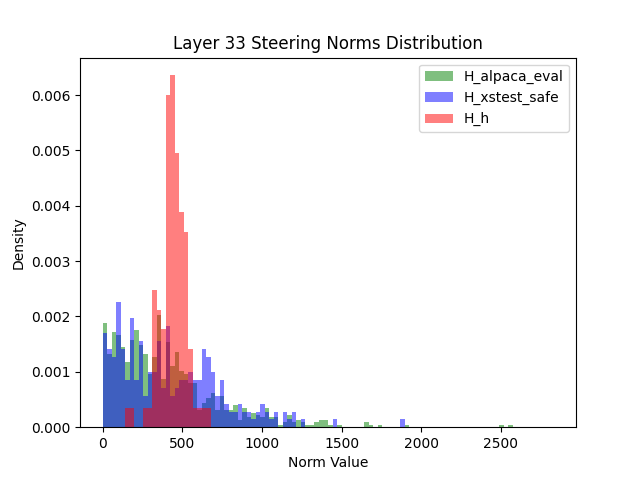 Layer 33 Steering Norms Distribution
H_alpaca_eval
H_xstest_safe
H_h
Density
0.006
0.005
0.004
0.003
0.002
0.001
0.000
0 500 1000 1500 2000 2500
Norm Value